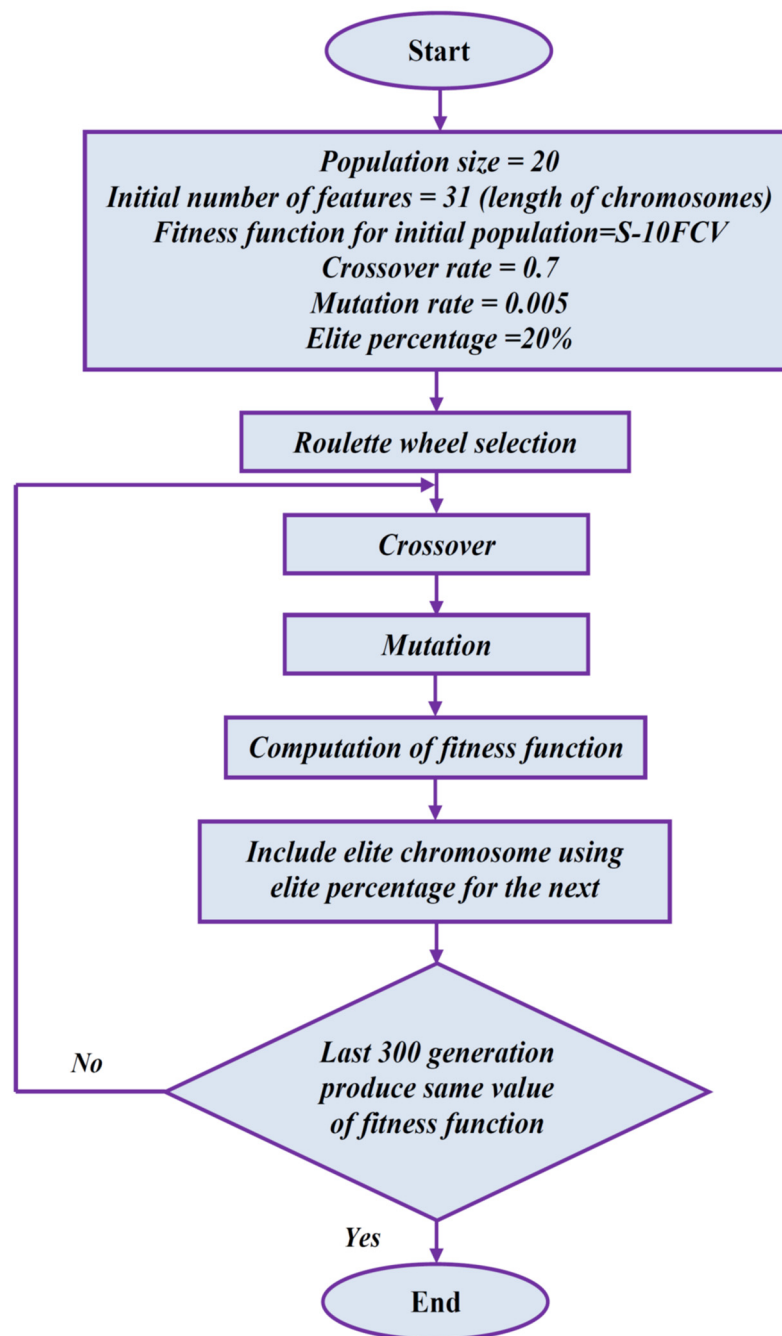 Start
Population size = 20
Initial number of features = 31 (length of chromosomes)
Fitness function for initial population=S-10FCV
Crossover rate = 0.7
Mutation rate = 0.005
Elite percentage =20%
Roulette wheel selection
Crossover
Mutation
Computation of fitness function
Include elite chromosome using
elite percentage for the next
Last 300 generation
produce same value
of fitness function
No
Yes
End